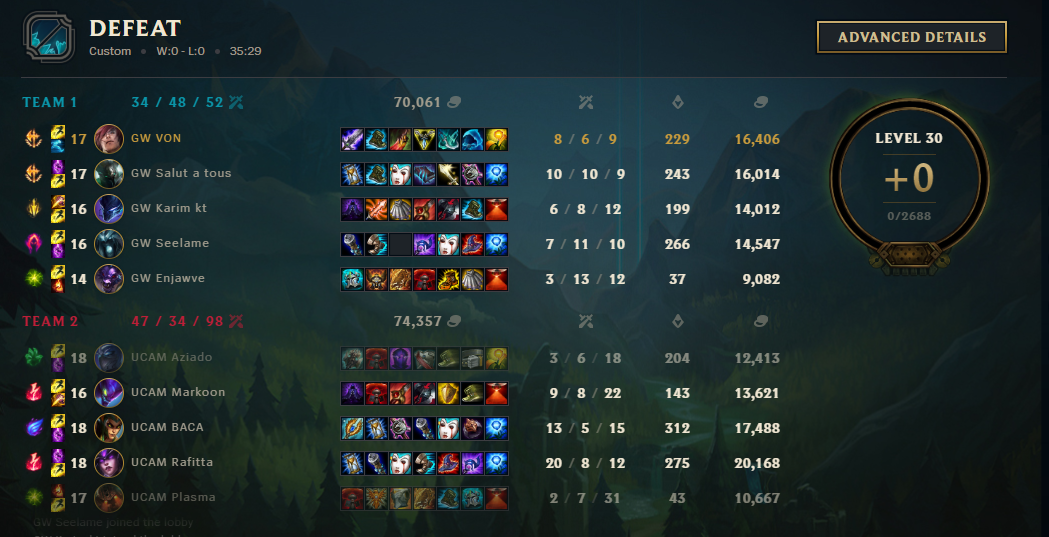 DEFEAT
Custom • W:0 - L:0 • 35:29
ADVANCED DETAILS
TEAM 1 34 / 48 / 52 70,061
17 GW VON 8 / 6 / 9 229 16,406
17 GW Salut a tous 10 / 10 / 9 243 16,014
16 GW Karim kt 6 / 8 / 12 199 14,012
16 GW Seelame 7 / 11 / 10 266 14,547
14 GW Enjawve 3 / 13 / 12 37 9,082
LEVEL 30
+0
0/2688
TEAM 2 47 / 34 / 98 74,357
18 UCAM Aziado 3 / 6 / 18 204 12,413
16 UCAM Markoon 9 / 8 / 22 143 13,621
18 UCAM BACA 13 / 5 / 15 312 17,488
18 UCAM Rafitta 20 / 8 / 12 275 20,168
17 UCAM Plasma 2 / 7 / 31 43 10,667
GW Seelame joined the lobby